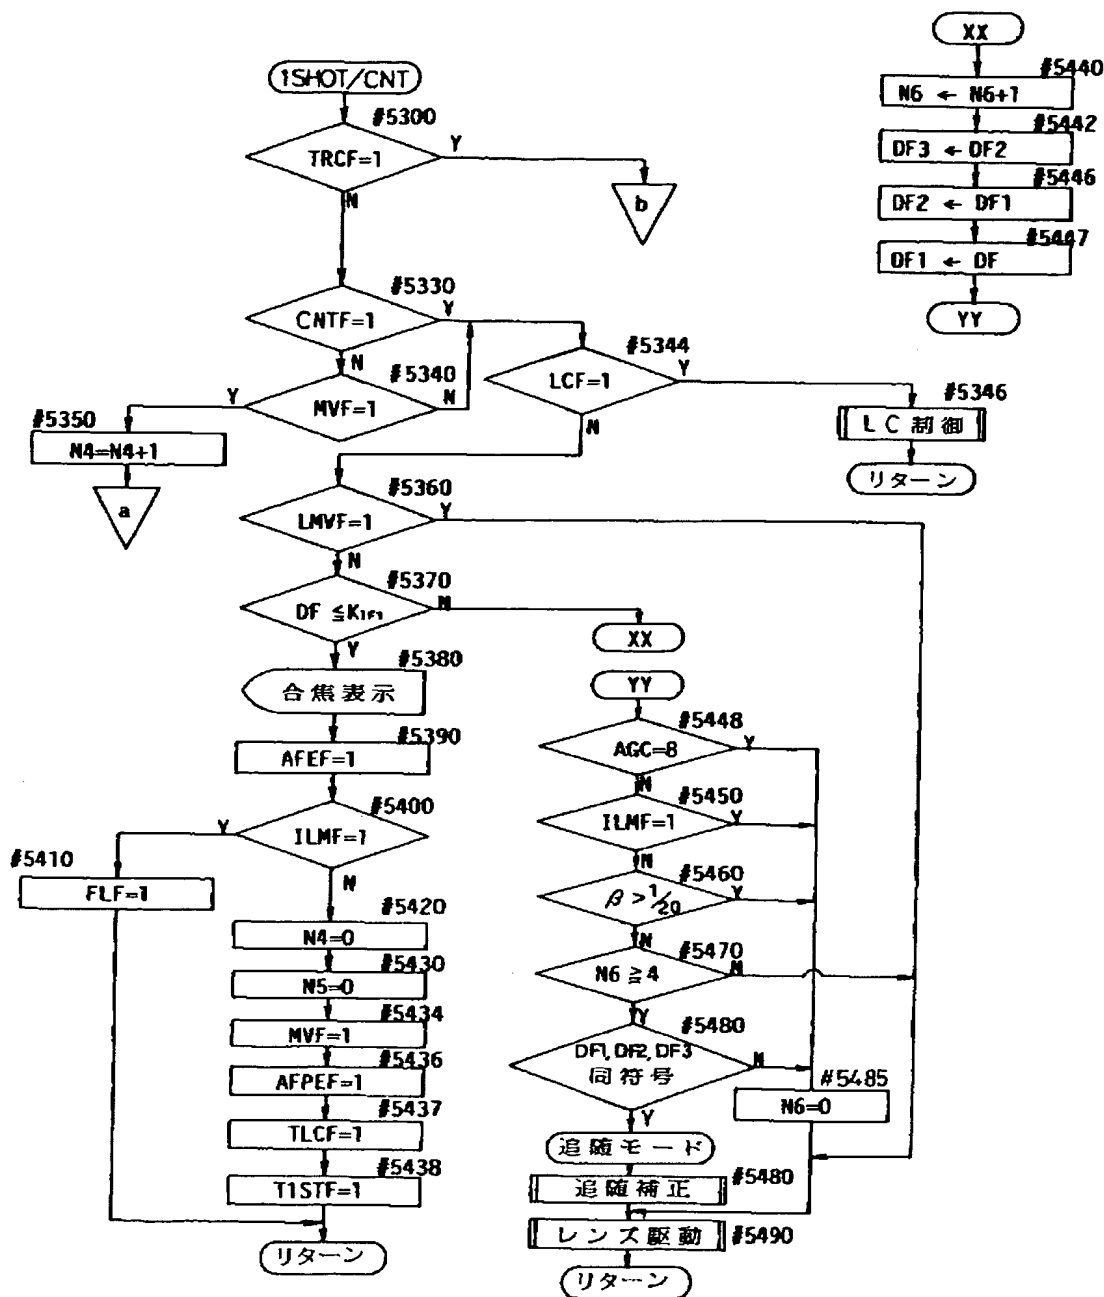 1SHOT/CNT
#5300
TRCF=1
Y
N
b
#5330
CNTF=1
Y
N
#5340
MVF=1
Y
N
#5350
N4=N4+1
a
#5344
LCF=1
Y
N
#5346
LC制御
リターン
#5360
LMVF=1
Y
N
#5370
DF≦K
N
Y
XX
#5380
合焦表示
#5390
AFEF=1
#5400
ILMF=1
Y
N
#5410
FLF=1
#5420
N4=0
#5430
N5=0
#5434
MVF=1
#5436
AFPEF=1
#5437
TLCF=1
#5438
T1STF=1
リターン
XX
#5440
N6 ← N6+1
#5442
DF3 ← DF2
#5446
DF2 ← DF1
#5447
DF1 ← DF
YY
YY
#5448
AGC=8
Y
N
#5450
ILMF=1
Y
N
#5460
β>1/20
Y
N
#5470
N6≧4
N
Y
#5480
DF1, DF2, DF3
同符号
N
Y
#5485
N6=0
追随モード
#5480
追随補正
レンズ駆動
#5490
リターン